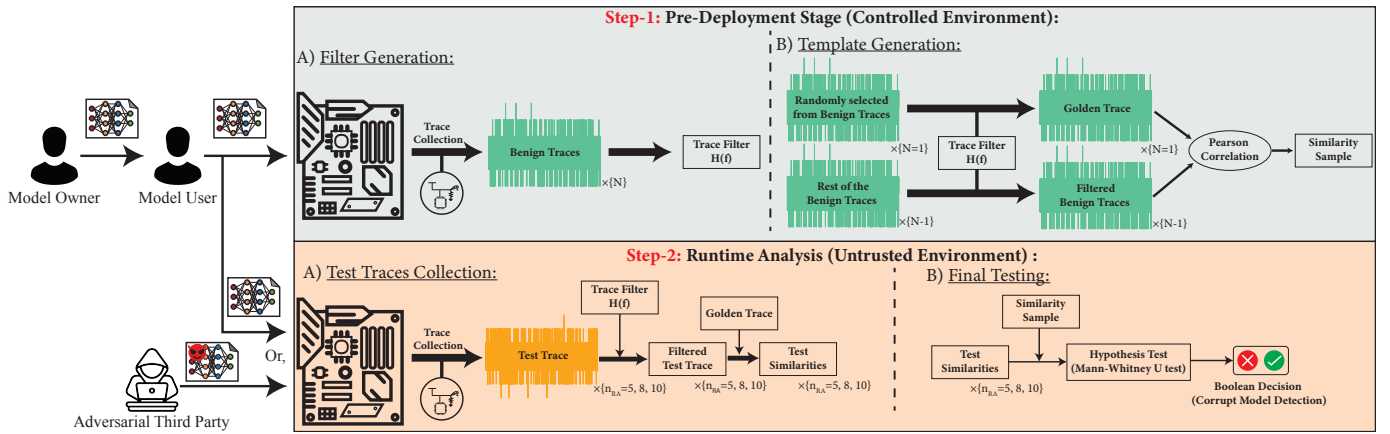 Step-1: Pre-Deployment Stage (Controlled Environment):
A) Filter Generation:
B) Template Generation:
Model Owner
Model User
Trace
Collection
Benign Traces
×{N}
Trace Filter
H(f)
Randomly selected
from Benign Traces
×{N=1}
Golden Trace
×{N=1}
Trace Filter
H(f)
Rest of the
Benign Traces
×{N-1}
Filtered
Benign Traces
×{N-1}
Pearson
Correlation
Similarity
Sample
Step-2: Runtime Analysis (Untrusted Environment) :
A) Test Traces Collection:
B) Final Testing:
Or,
Adversarial Third Party
Trace
Collection
Test Trace
Trace Filter
H(f)
Golden Trace
Filtered
Test Trace
Test
Similarities
×{n_RA=5, 8, 10}
×{n_RA=5, 8, 10}
×{n_RA=5, 8, 10}
Similarity
Sample
Test
Similarities
×{n_RA=5, 8, 10}
Hypothesis Test
(Mann-Whitney U test)
Boolean Decision
(Corrupt Model Detection)